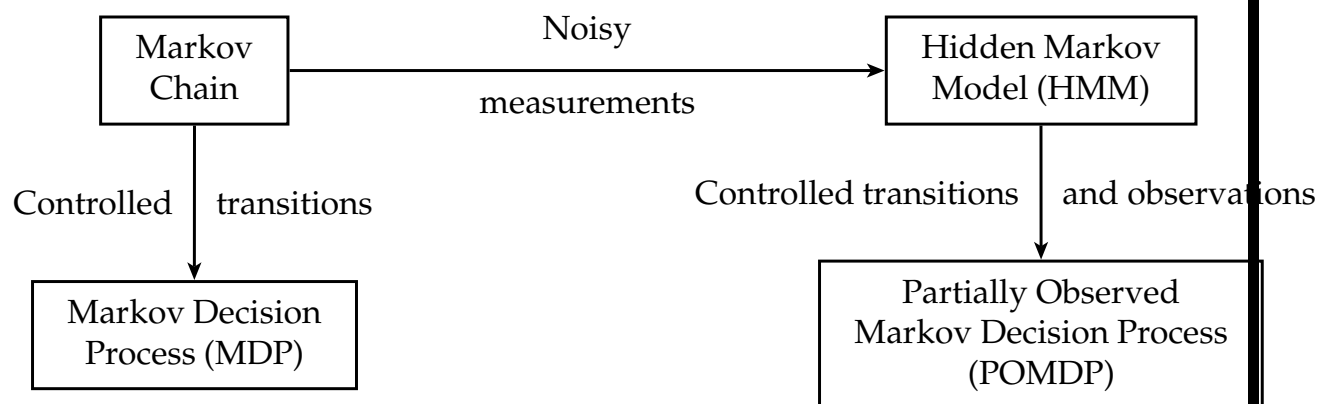 Markov
Chain
Noisy
measurements
Hidden Markov
Model (HMM)
Controlled transitions
Controlled transitions and observations
Markov Decision
Process (MDP)
Partially Observed
Markov Decision Process
(POMDP)